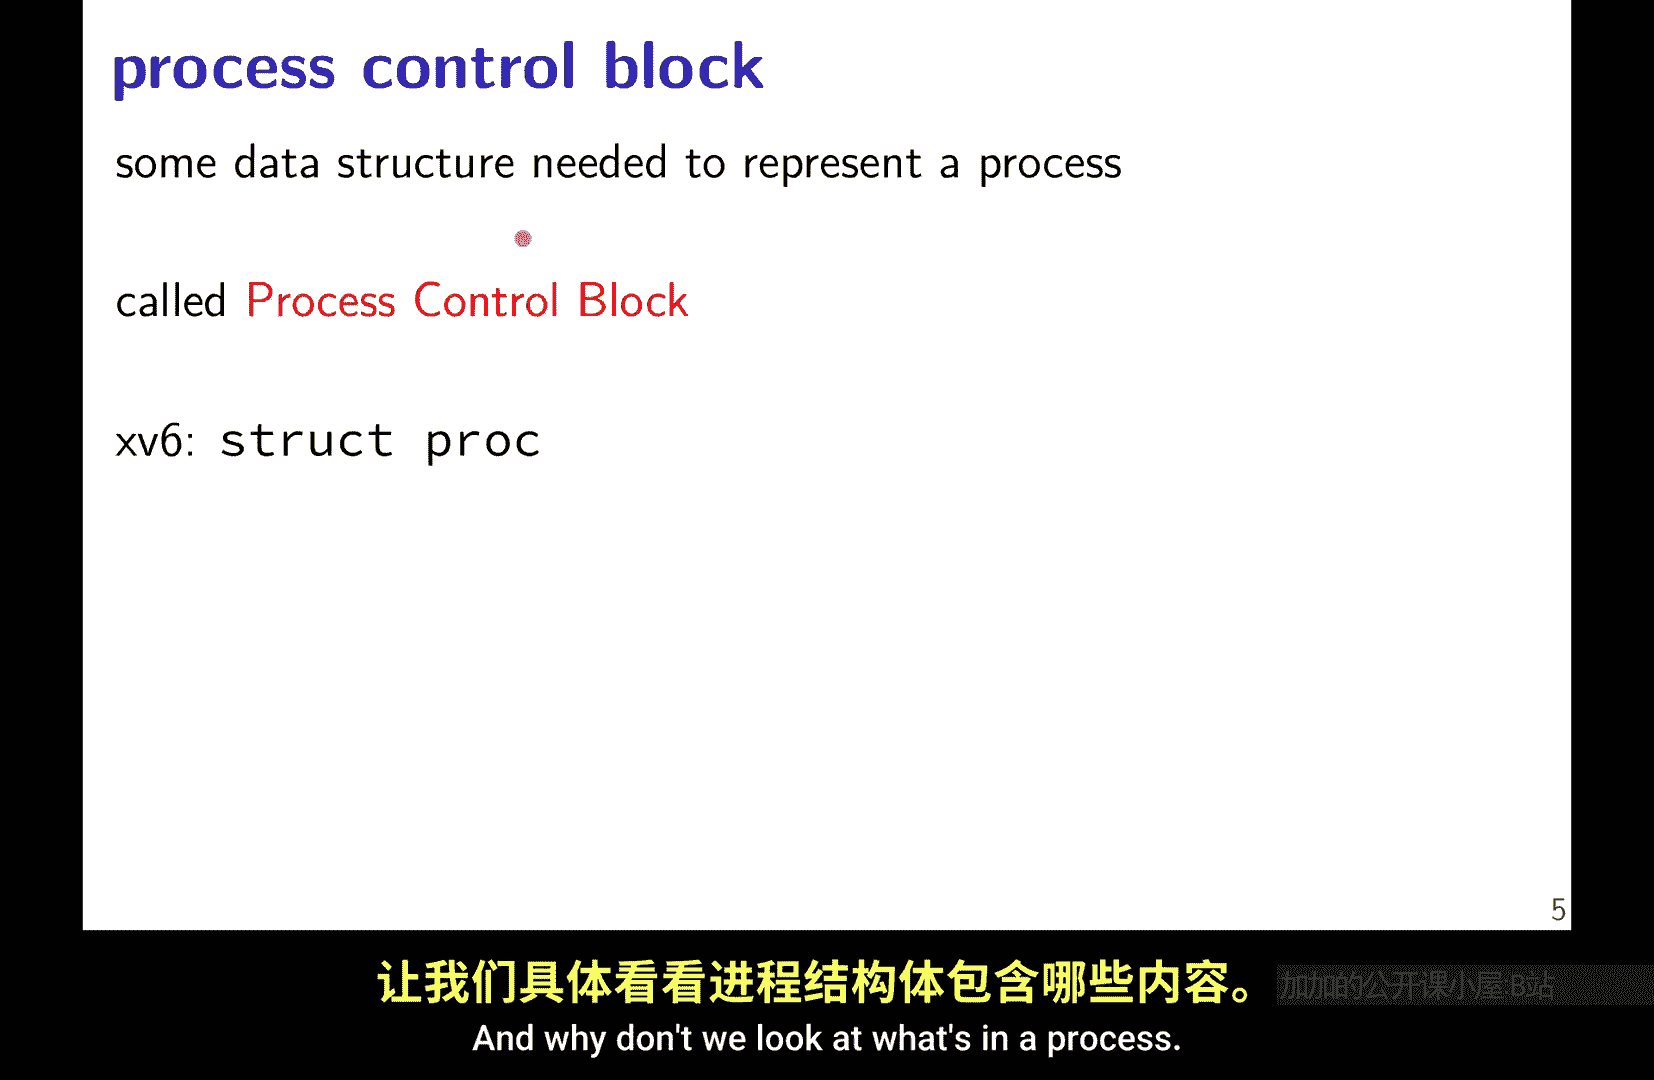 process control block
some data structure needed to represent a process
called Process Control Block
xv6: struct proc
5
让我们具体看看进程结构体包含哪些内容。
加加的公开课小屋:B站
And why don't we look at what's in a process.